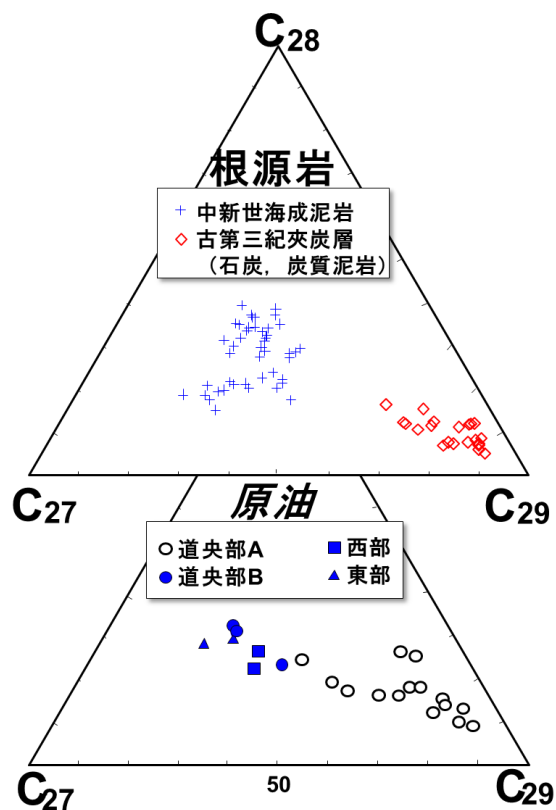 C28
根源岩
中新世海成泥岩
古第三紀夾炭層
（石炭，炭質泥岩）
C27
C29
原油
道央部A
西部
道央部B
東部
C27
50
C29